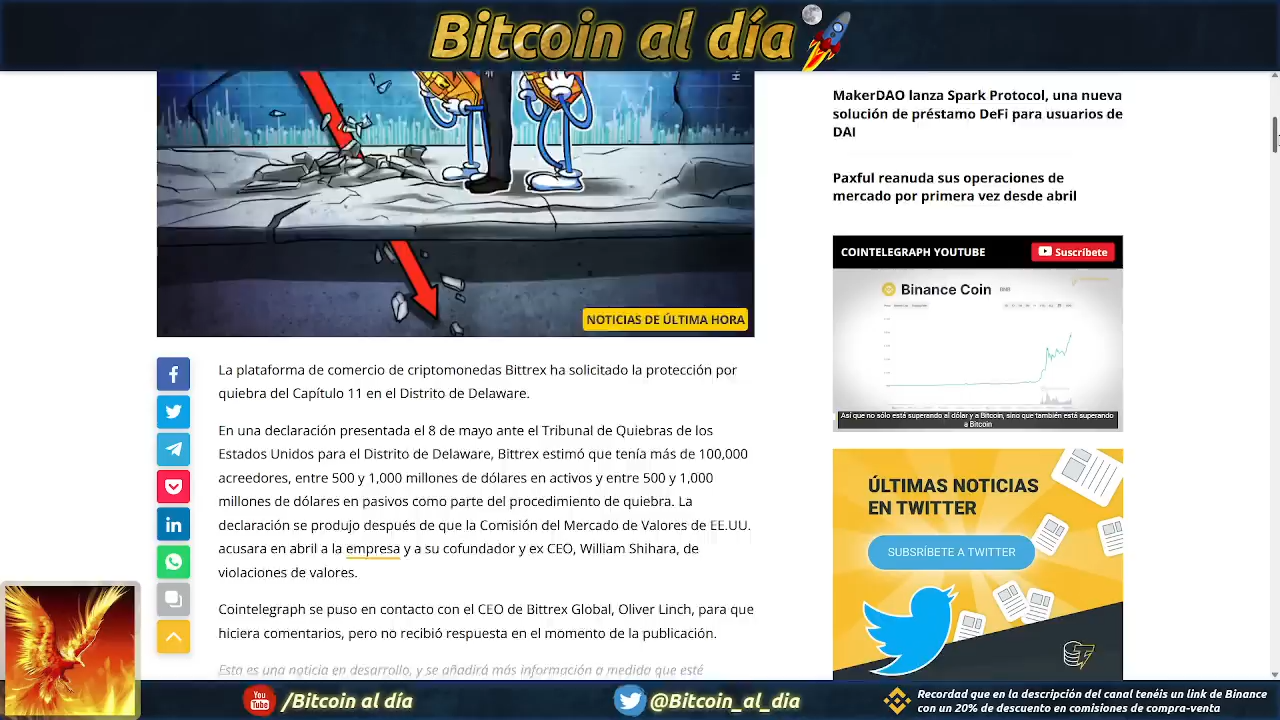 Bitcoin al día
MakerDAO lanza Spark Protocol, una nueva
solución de préstamo DeFi para usuarios de
DAI
Paxful reanuda sus operaciones de
mercado por primera vez desde abril
COINTELEGRAPH YOUTUBE
Suscríbete
Binance Coin
Así que no sólo está superando al dólar y a Bitcoin, sino que también está superando
a Bitcoin
NOTICIAS DE ÚLTIMA HORA
La plataforma de comercio de criptomonedas Bittrex ha solicitado la protección por
quiebra del Capítulo 11 en el Distrito de Delaware.
En una declaración presentada el 8 de mayo ante el Tribunal de Quiebras de los
Estados Unidos para el Distrito de Delaware, Bittrex estimó que tenía más de 100,000
acreedores, entre 500 y 1,000 millones de dólares en activos y entre 500 y 1,000
millones de dólares en pasivos como parte del procedimiento de quiebra. La
declaración se produjo después de que la Comisión del Mercado de Valores de EE.UU.
acusara en abril a la empresa y a su cofundador y ex CEO, William Shihara, de
violaciones de valores.
Cointelegraph se puso en contacto con el CEO de Bittrex Global, Oliver Linch, para que
hiciera comentarios, pero no recibió respuesta en el momento de la publicación.
Esta es una noticia en desarrollo, y se añadirá más información a medida que esté
ÚLTIMAS NOTICIAS
EN TWITTER
SUBSRÍBETE A TWITTER
You
Tube
/Bitcoin al día
@Bitcoin_al_dia
Recordad que en la descripción del canal tenéis un link de Binance
con un 20% de descuento en comisiones de compra-venta